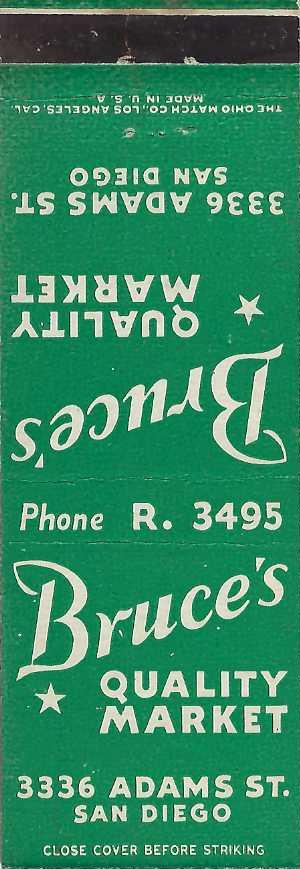 THE OHIO MATCH CO., LOS ANGELES, CAL.
MADE IN U.S.A
3336 ADAMS ST.
SAN DIEGO
QUALITY
MARKET
Bruce's
Phone R. 3495
Bruce's
QUALITY
MARKET
3336 ADAMS ST.
SAN DIEGO
CLOSE COVER BEFORE STRIKING